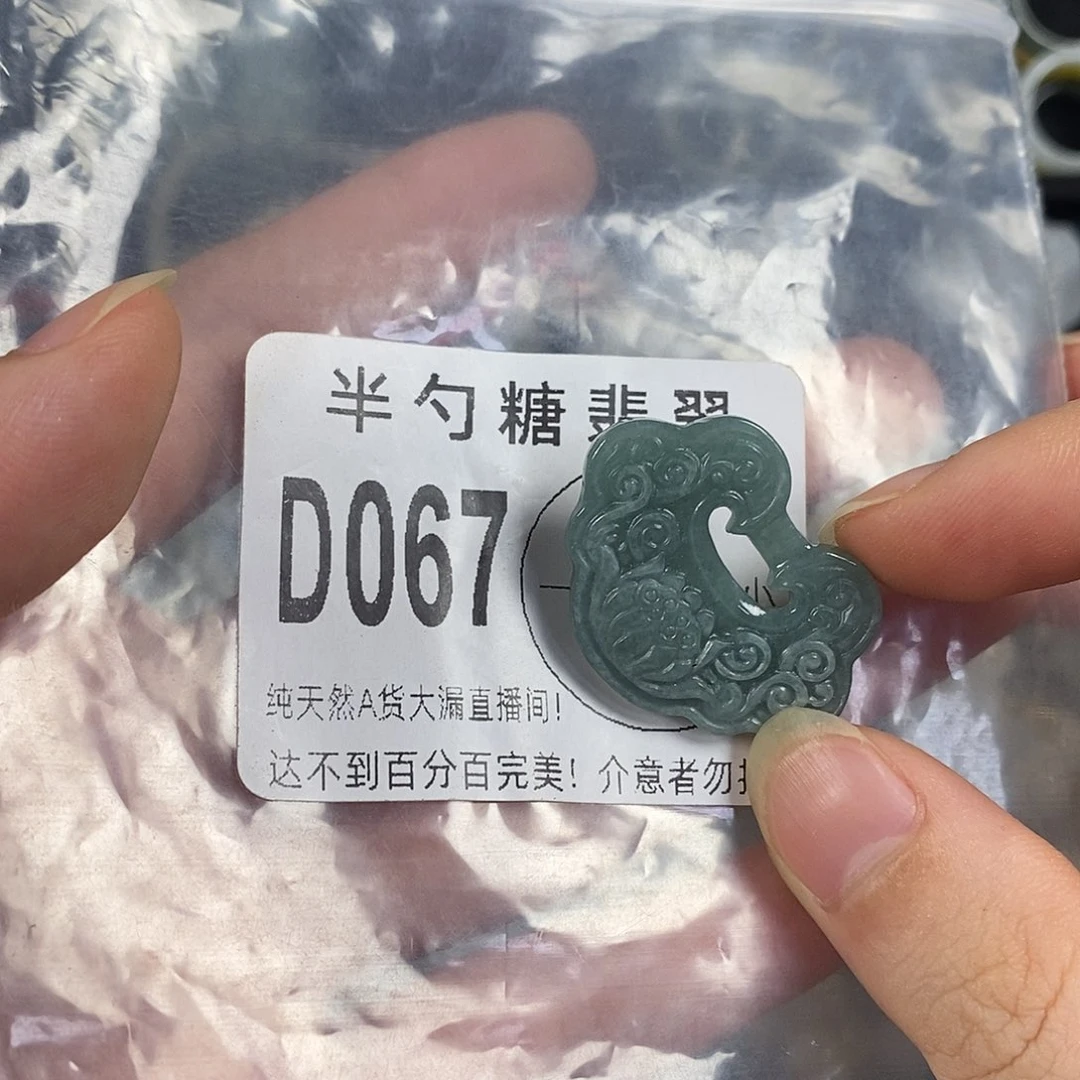 半勺糖翡翠
D067
小
纯天然A货大漏直播间！
达不到百分百完美！介意者勿